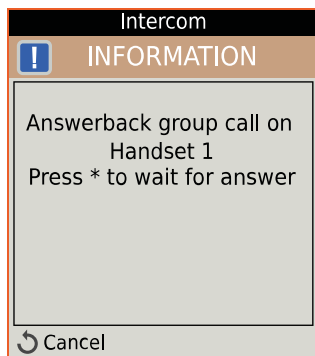 Intercom
! INFORMATION
Answerback group call on
Handset 1
Press * to wait for answer
Cancel